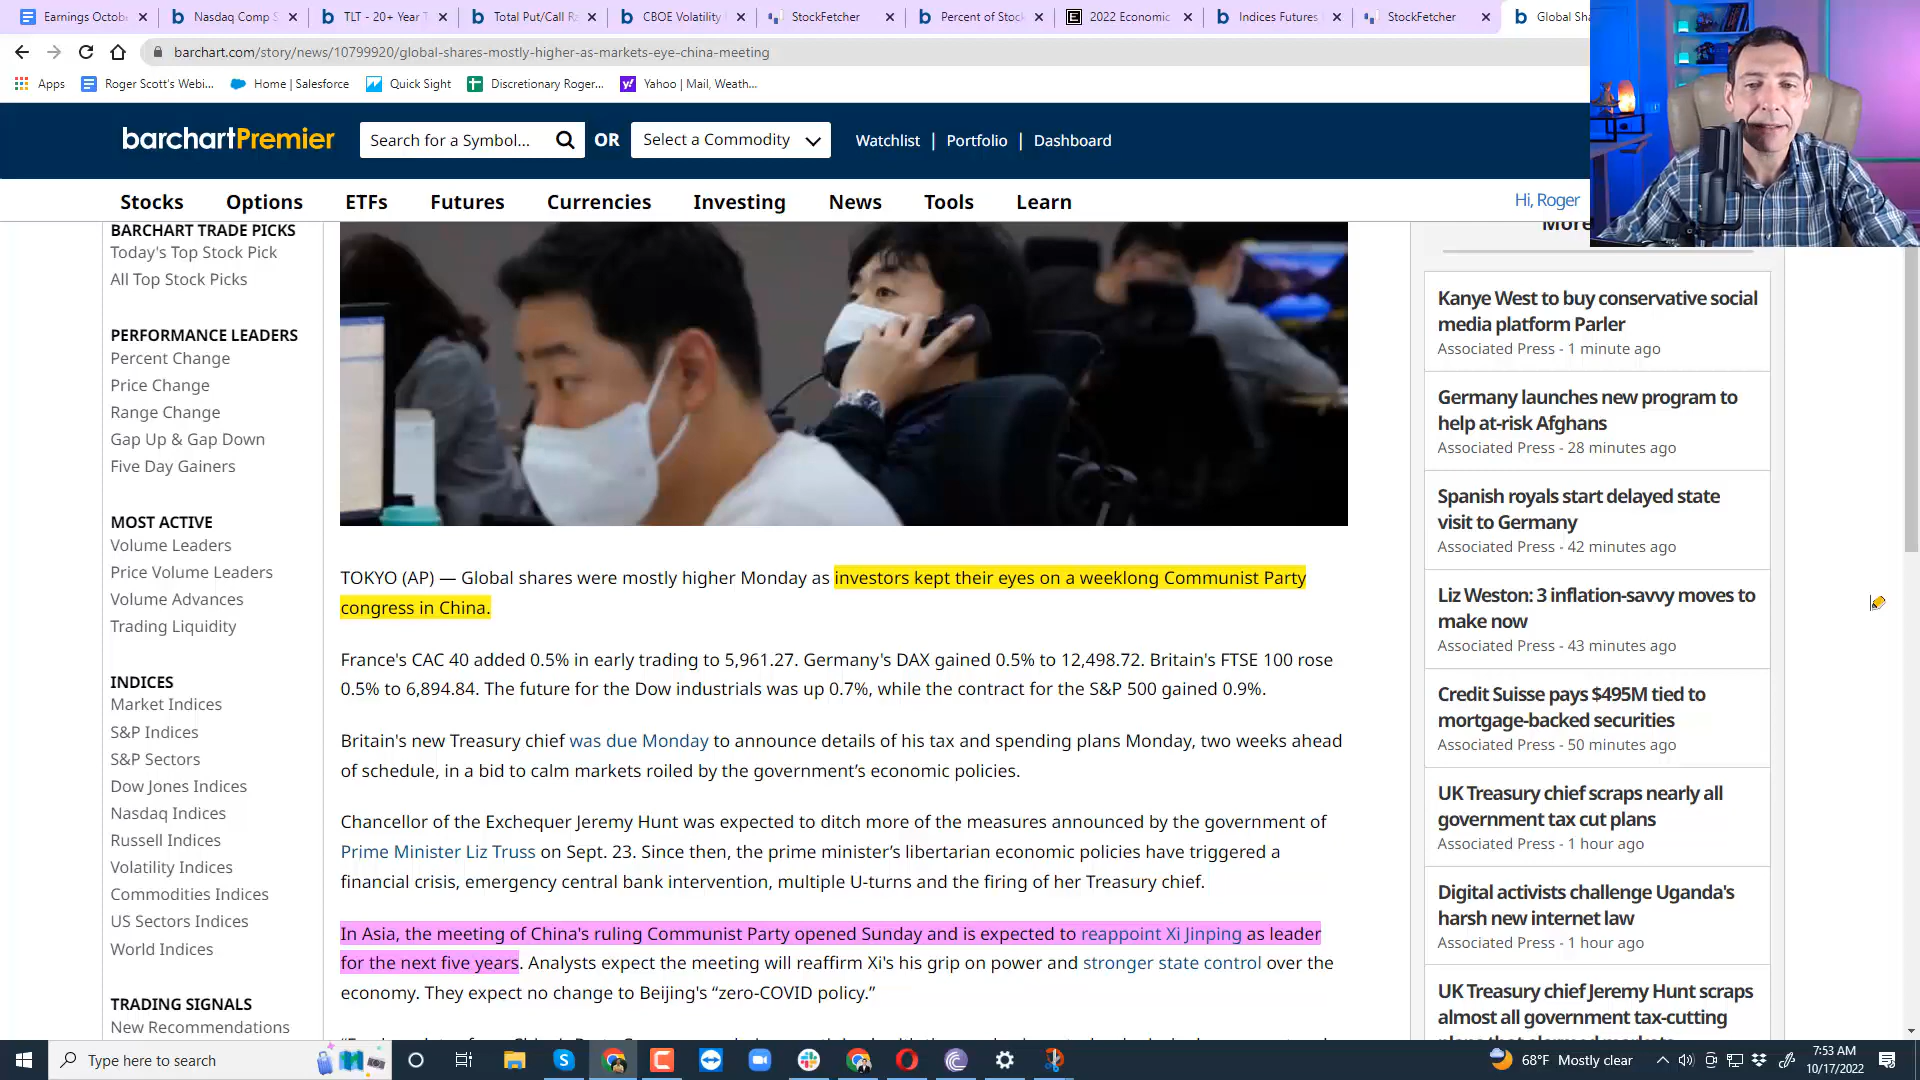 Earnings Octob
Nasdaq Comp S
TLT - 20+ Year T
Total Put/Call Ra
CBOE Volatility
StockFetcher
Percent of Stock
2022 Economic
Indices Futures
StockFetcher
Global Sha
barchart.com/story/news/10799920/global-shares-mostly-higher-as-markets-eye-china-meeting
Apps
Roger Scott's Webi...
Home | Salesforce
Quick Sight
Discretionary Roger...
Yahoo | Mail, Weath...
barchartPremier
Search for a Symbol...
OR
Select a Commodity
Watchlist | Portfolio | Dashboard
Stocks Options ETFs Futures Currencies Investing News Tools Learn
Hi, Roger
BARCHART TRADE PICKS
Today's Top Stock Pick
All Top Stock Picks
PERFORMANCE LEADERS
Percent Change
Price Change
Range Change
Gap Up & Gap Down
Five Day Gainers
MOST ACTIVE
Volume Leaders
Price Volume Leaders
Volume Advances
Trading Liquidity
INDICES
Market Indices
S&P Indices
S&P Sectors
Dow Jones Indices
Nasdaq Indices
Russell Indices
Volatility Indices
Commodities Indices
US Sectors Indices
World Indices
TRADING SIGNALS
New Recommendations
TOKYO (AP) — Global shares were mostly higher Monday as investors kept their eyes on a weeklong Communist Party
congress in China.
France's CAC 40 added 0.5% in early trading to 5,961.27. Germany's DAX gained 0.5% to 12,498.72. Britain's FTSE 100 rose
0.5% to 6,894.84. The future for the Dow industrials was up 0.7%, while the contract for the S&P 500 gained 0.9%.
Britain's new Treasury chief was due Monday to announce details of his tax and spending plans Monday, two weeks ahead
of schedule, in a bid to calm markets roiled by the government’s economic policies.
Chancellor of the Exchequer Jeremy Hunt was expected to ditch more of the measures announced by the government of
Prime Minister Liz Truss on Sept. 23. Since then, the prime minister’s libertarian economic policies have triggered a
financial crisis, emergency central bank intervention, multiple U-turns and the firing of her Treasury chief.
In Asia, the meeting of China's ruling Communist Party opened Sunday and is expected to reappoint Xi Jinping as leader
for the next five years. Analysts expect the meeting will reaffirm Xi's his grip on power and stronger state control over the
economy. They expect no change to Beijing's “zero-COVID policy.”
More
Kanye West to buy conservative social
media platform Parler
Associated Press - 1 minute ago
Germany launches new program to
help at-risk Afghans
Associated Press - 28 minutes ago
Spanish royals start delayed state
visit to Germany
Associated Press - 42 minutes ago
Liz Weston: 3 inflation-savvy moves to
make now
Associated Press - 43 minutes ago
Credit Suisse pays $495M tied to
mortgage-backed securities
Associated Press - 50 minutes ago
UK Treasury chief scraps nearly all
government tax cut plans
Associated Press - 1 hour ago
Digital activists challenge Uganda's
harsh new internet law
Associated Press - 1 hour ago
UK Treasury chief Jeremy Hunt scraps
almost all government tax-cutting
Type here to search
68°F Mostly clear
7:53 AM
10/17/2022